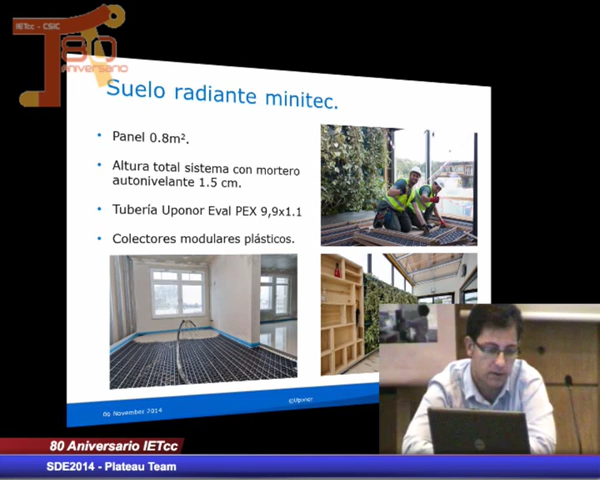 IETcc - CSIC
80
ANIVERSARIO
Suelo radiante minitec.
• Panel 0.8m².
• Altura total sistema con mortero
autonivelante 1.5 cm.
• Tubería Uponor Eval PEX 9,9x1.1
• Colectores modulares plásticos.
06 November 2014
©Uponor
80 Aniversario IETcc
SDE2014 - Plateau Team